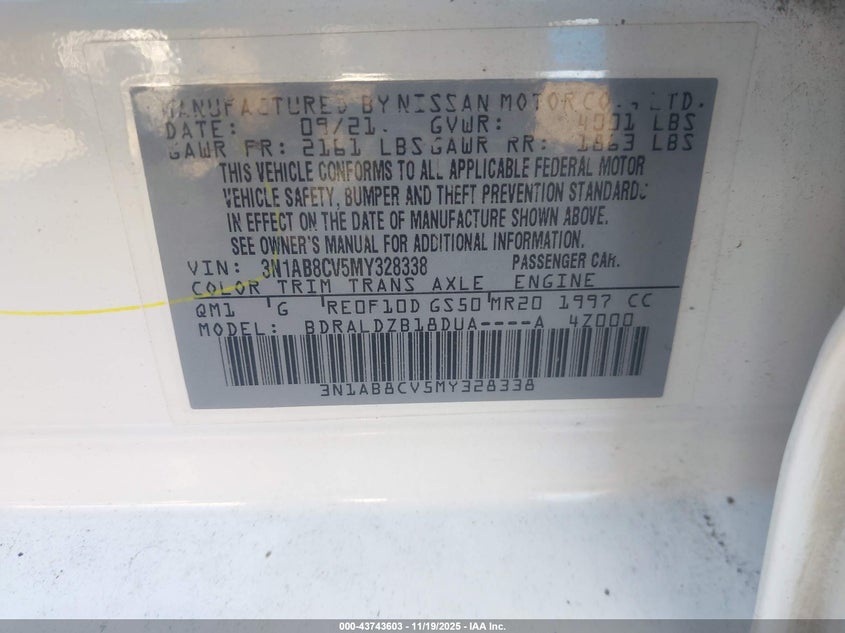 MANUFACTURED BY NISSAN MOTOR CO., LTD.
DATE: 09/21. GVWR: 4001 LBS
GAWR FR: 2161 LBS GAWR RR: 1863 LBS
THIS VEHICLE CONFORMS TO ALL APPLICABLE FEDERAL MOTOR
VEHICLE SAFETY, BUMPER AND THEFT PREVENTION STANDARDS
IN EFFECT ON THE DATE OF MANUFACTURE SHOWN ABOVE.
SEE OWNER'S MANUAL FOR ADDITIONAL INFORMATION.
VIN: 3N1AB8CV5MY328338 PASSENGER CAR.
COLOR TRIM TRANS AXLE ENGINE
QM1 'G 'RE0F10D GS50'MR20 1997 CC
MODEL: BDRALDZB18DUA----A 4Z000
3N1AB8CV5MY328338
000-43743603 - 11/19/2025 - IAA Inc.